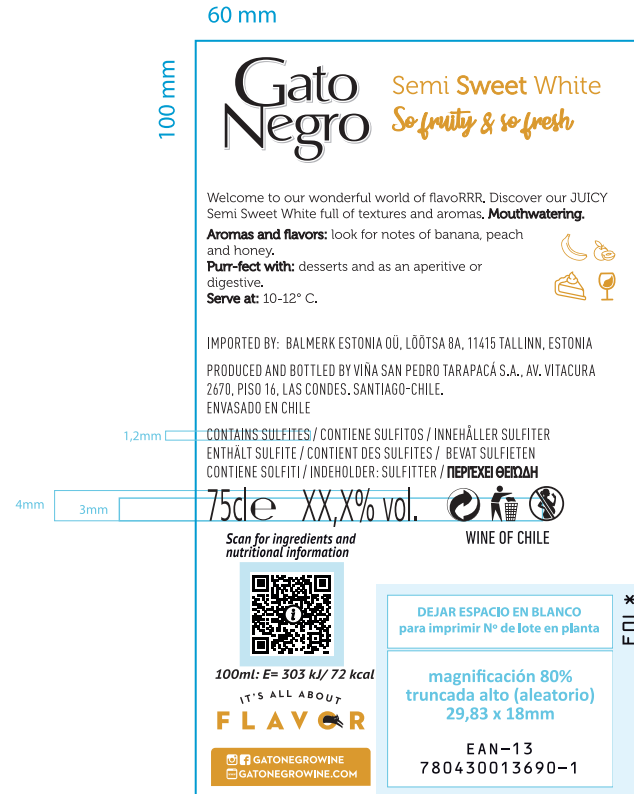 60 mm
100 mm
Gato
Negro
Semi Sweet White
So fruity & so fresh
Welcome to our wonderful world of flavoRRR. Discover our JUICY
Semi Sweet White full of textures and aromas. Mouthwatering.
Aromas and flavors: look for notes of banana, peach
and honey.
Purr-fect with: desserts and as an aperitive or
digestive.
Serve at: 10-12° C.
IMPORTED BY: BALMERK ESTONIA OÜ, LÕÕTSA 8A, 11415 TALLINN, ESTONIA
PRODUCED AND BOTTLED BY VIÑA SAN PEDRO TARAPACÁ S.A., AV. VITACURA
2670, PISO 16, LAS CONDES. SANTIAGO-CHILE.
ENVASADO EN CHILE
1,2mm
CONTAINS SULFITES / CONTIENE SULFITOS / INNEHÅLLER SULFITER
ENTHÄLT SULFITE / CONTIENT DES SULFITES / BEVAT SULFIETEN
CONTIENE SOLFITI / INDEHOLDER: SULFITTER / ΠΕΡΙΈΧΕΙ ΘΕΙΏΔΗ
4mm
3mm
75cl e XX,X% vol.
WINE OF CHILE
Scan for ingredients and
nutritional information
100ml: E= 303 kJ/ 72 kcal
IT'S ALL ABOUT
FLAVOR
GATONEGROWINE
GATONEGROWINE.COM
DEJAR ESPACIO EN BLANCO
para imprimir Nº de lote en planta
magnificación 80%
truncada alto (aleatorio)
29,83 x 18mm
EAN-13
780430013690-1